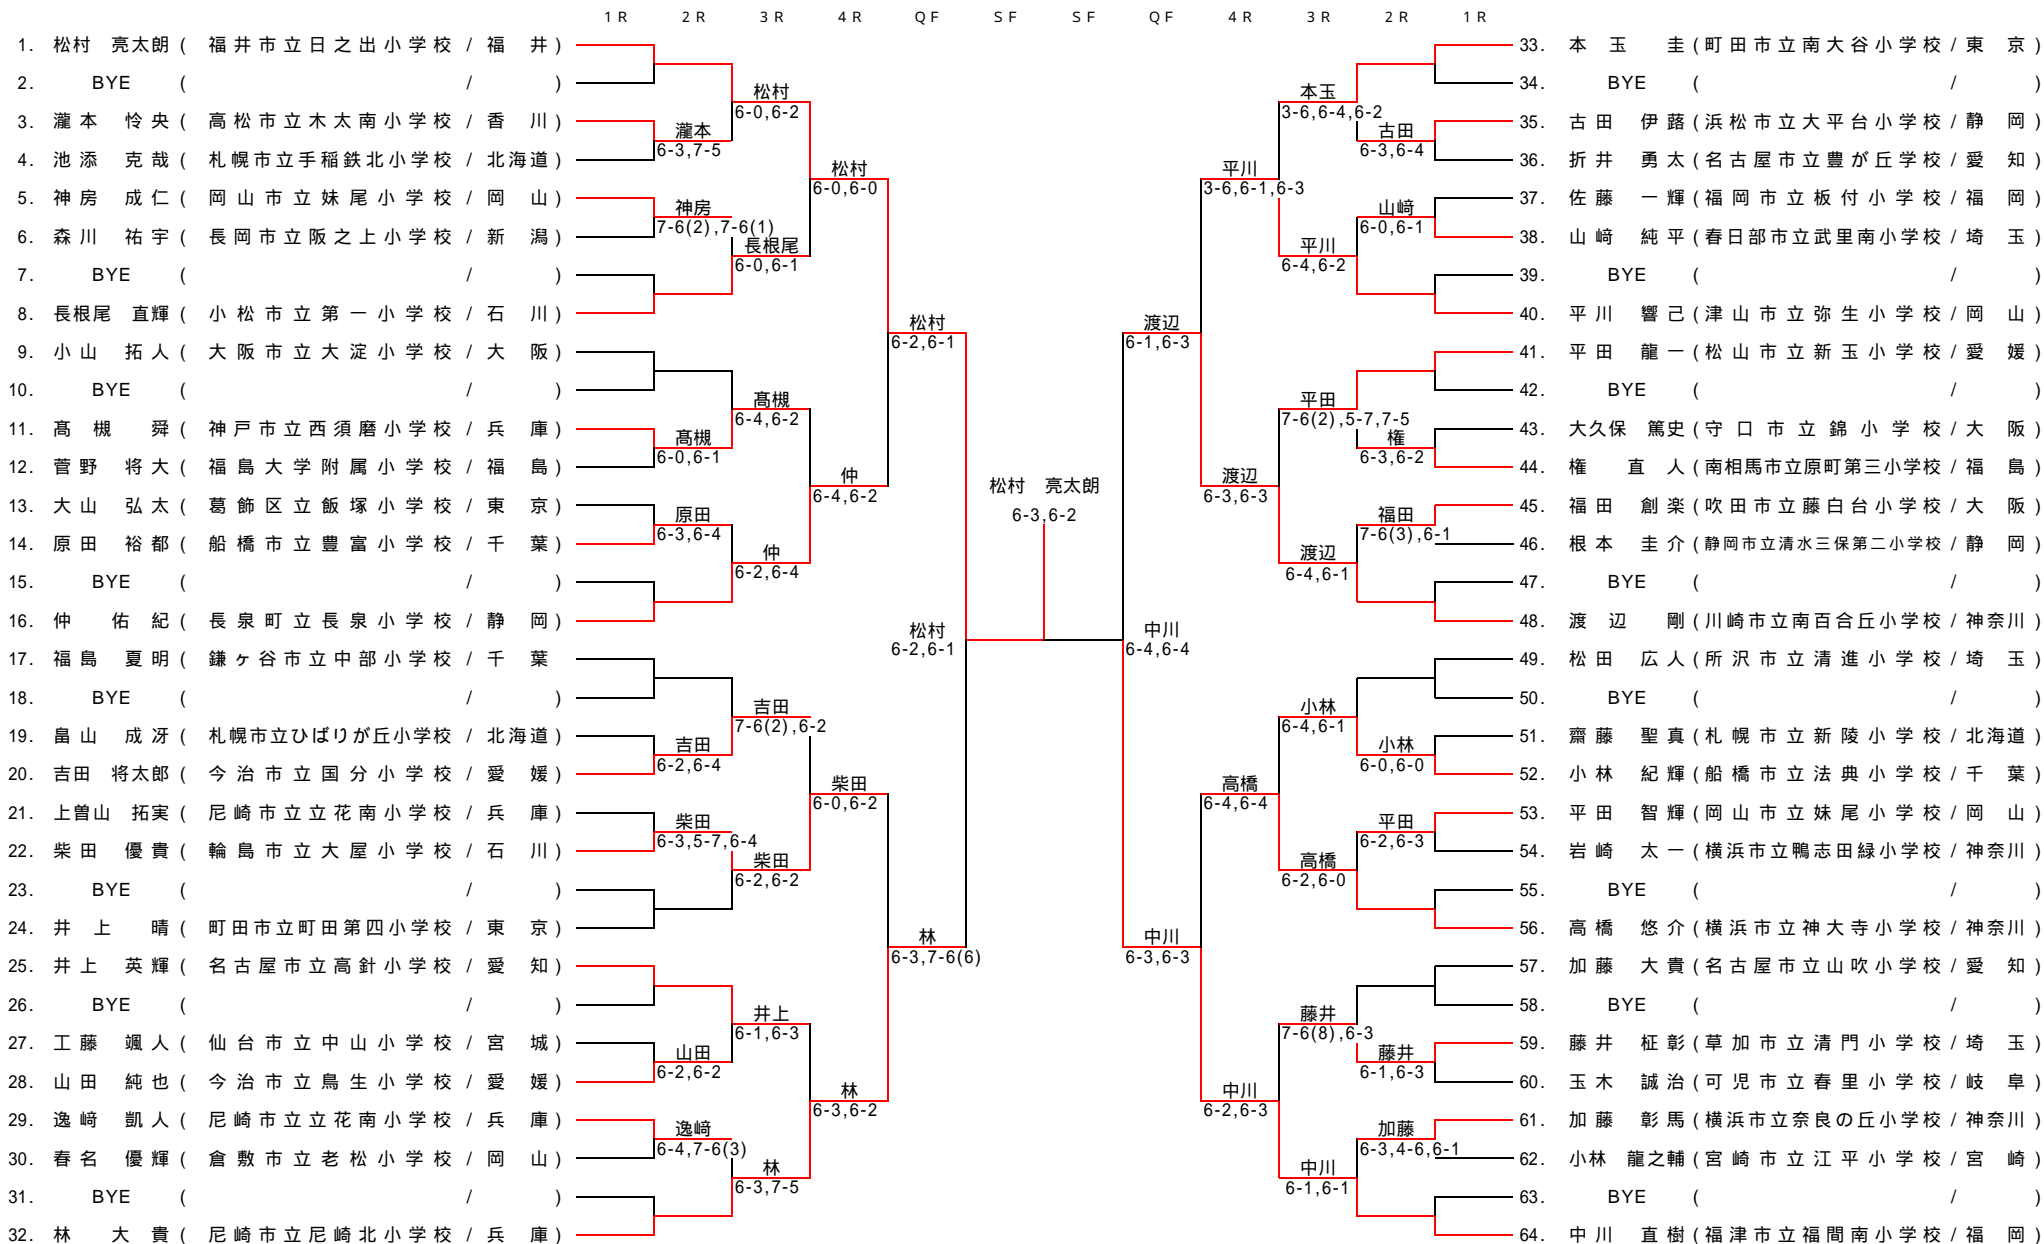 1 R 2 R 3 R 4 R Q F S F S F Q F 4 R 3 R 2 R 1 R
1. 松村 亮太朗 ( 福井市立日之出小学校 / 福 井 )
2. BYE ( / )
3. 瀧本 怜央 ( 高松市立木太南小学校 / 香 川 )
4. 池添 克哉 ( 札幌市立手稲鉄北小学校 / 北海道 )
5. 神房 成仁 ( 岡山市立妹尾小学校 / 岡 山 )
6. 森川 祐宇 ( 長岡市立阪之上小学校 / 新 潟 )
7. BYE ( / )
8. 長根尾 直輝 ( 小松市立第一小学校 / 石 川 )
9. 小山 拓人 ( 大阪市立大淀小学校 / 大 阪 )
10. BYE ( / )
11. 髙槻 舜 ( 神戸市立西須磨小学校 / 兵 庫 )
12. 菅野 将大 ( 福島大学附属小学校 / 福 島 )
13. 大山 弘太 ( 葛飾区立飯塚小学校 / 東 京 )
14. 原田 裕都 ( 船橋市立豊富小学校 / 千 葉 )
15. BYE ( / )
16. 仲 佑紀 ( 長泉町立長泉小学校 / 静 岡 )
17. 福島 夏明 ( 鎌ヶ谷市立中部小学校 / 千 葉
18. BYE ( / )
19. 畠山 成冴 ( 札幌市立ひばりが丘小学校 / 北海道 )
20. 吉田 将太郎 ( 今治市立国分小学校 / 愛 媛 )
21. 上曽山 拓実 ( 尼崎市立立花南小学校 / 兵 庫 )
22. 柴田 優貴 ( 輪島市立大屋小学校 / 石 川 )
23. BYE ( / )
24. 井上 晴 ( 町田市立町田第四小学校 / 東 京 )
25. 井上 英輝 ( 名古屋市立高針小学校 / 愛 知 )
26. BYE ( / )
27. 工藤 颯人 ( 仙台市立中山小学校 / 宮 城 )
28. 山田 純也 ( 今治市立鳥生小学校 / 愛 媛 )
29. 逸﨑 凱人 ( 尼崎市立立花南小学校 / 兵 庫 )
30. 春名 優輝 ( 倉敷市立老松小学校 / 岡 山 )
31. BYE ( / )
32. 林 大貴 ( 尼崎市立尼崎北小学校 / 兵 庫 )
瀧本
6-3,7-5
神房
7-6(2),7-6(1)
髙槻
6-0,6-1
原田
6-3,6-4
吉田
6-2,6-4
柴田
6-3,5-7,6-4
山田
6-2,6-2
逸﨑
6-4,7-6(3)
松村
6-0,6-2
長根尾
6-0,6-1
髙槻
6-4,6-2
仲
6-2,6-4
吉田
7-6(2),6-2
柴田
6-2,6-2
井上
6-1,6-3
林
6-3,7-5
松村
6-0,6-0
仲
6-4,6-2
柴田
6-0,6-2
林
6-3,6-2
松村
6-2,6-1
林
6-3,7-6(6)
松村
6-2,6-1
松村 亮太朗
6-3,6-2
中川
6-4,6-4
渡辺
6-1,6-3
中川
6-3,6-3
平川
3-6,6-1,6-3
渡辺
6-3,6-3
高橋
6-4,6-4
中川
6-2,6-3
本玉
3-6,6-4,6-2
平川
6-4,6-2
平田
7-6(2),5-7,7-5
渡辺
6-4,6-1
小林
6-4,6-1
高橋
6-2,6-0
藤井
7-6(8),6-3
中川
6-1,6-1
古田
6-3,6-4
山﨑
6-0,6-1
権
6-3,6-2
福田
7-6(3),6-1
小林
6-0,6-0
平田
6-2,6-3
藤井
6-1,6-3
加藤
6-3,4-6,6-1
33. 本玉 圭 ( 町田市立南大谷小学校 / 東 京 )
34. BYE ( / )
35. 古田 伊蕗 ( 浜松市立大平台小学校 / 静 岡 )
36. 折井 勇太 ( 名古屋市立豊が丘学校 / 愛 知 )
37. 佐藤 一輝 ( 福岡市立板付小学校 / 福 岡 )
38. 山﨑 純平 ( 春日部市立武里南小学校 / 埼 玉 )
39. BYE ( / )
40. 平川 響己 ( 津山市立弥生小学校 / 岡 山 )
41. 平田 龍一 ( 松山市立新玉小学校 / 愛 媛 )
42. BYE ( / )
43. 大久保 篤史 ( 守口市立錦小学校 / 大 阪 )
44. 権 直人 ( 南相馬市立原町第三小学校 / 福 島 )
45. 福田 創楽 ( 吹田市立藤白台小学校 / 大 阪 )
46. 根本 圭介 ( 静岡市立清水三保第二小学校 / 静 岡 )
47. BYE ( / )
48. 渡辺 剛 ( 川崎市立南百合丘小学校 / 神奈川 )
49. 松田 広人 ( 所沢市立清進小学校 / 埼 玉 )
50. BYE ( / )
51. 齋藤 聖真 ( 札幌市立新陵小学校 / 北海道 )
52. 小林 紀輝 ( 船橋市立法典小学校 / 千 葉 )
53. 平田 智輝 ( 岡山市立妹尾小学校 / 岡 山 )
54. 岩崎 太一 ( 横浜市立鴨志田緑小学校 / 神奈川 )
55. BYE ( / )
56. 高橋 悠介 ( 横浜市立神大寺小学校 / 神奈川 )
57. 加藤 大貴 ( 名古屋市立山吹小学校 / 愛 知 )
58. BYE ( / )
59. 藤井 柾彰 ( 草加市立清門小学校 / 埼 玉 )
60. 玉木 誠治 ( 可児市立春里小学校 / 岐 阜 )
61. 加藤 彰馬 ( 横浜市立奈良の丘小学校 / 神奈川 )
62. 小林 龍之輔 ( 宮崎市立江平小学校 / 宮 崎 )
63. BYE ( / )
64. 中川 直樹 ( 福津市立福間南小学校 / 福 岡 )